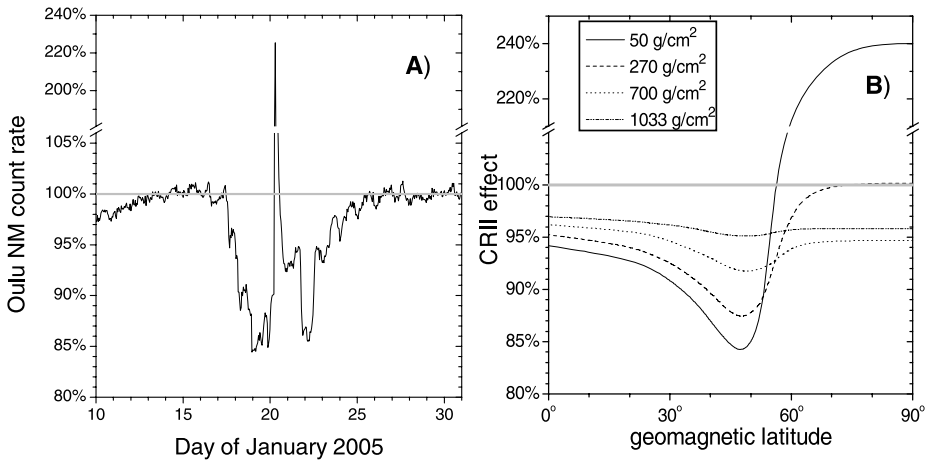 240%
220%
200%
105%
100%
95%
90%
85%
80%
10
15
20
25
30
Oulu NM count rate
Day of January 2005
A)
240%
220%
100%
95%
90%
85%
80%
0°
30°
60°
90°
CRII effect
geomagnetic latitude
50 g/cm²
270 g/cm²
700 g/cm²
1033 g/cm²
B)